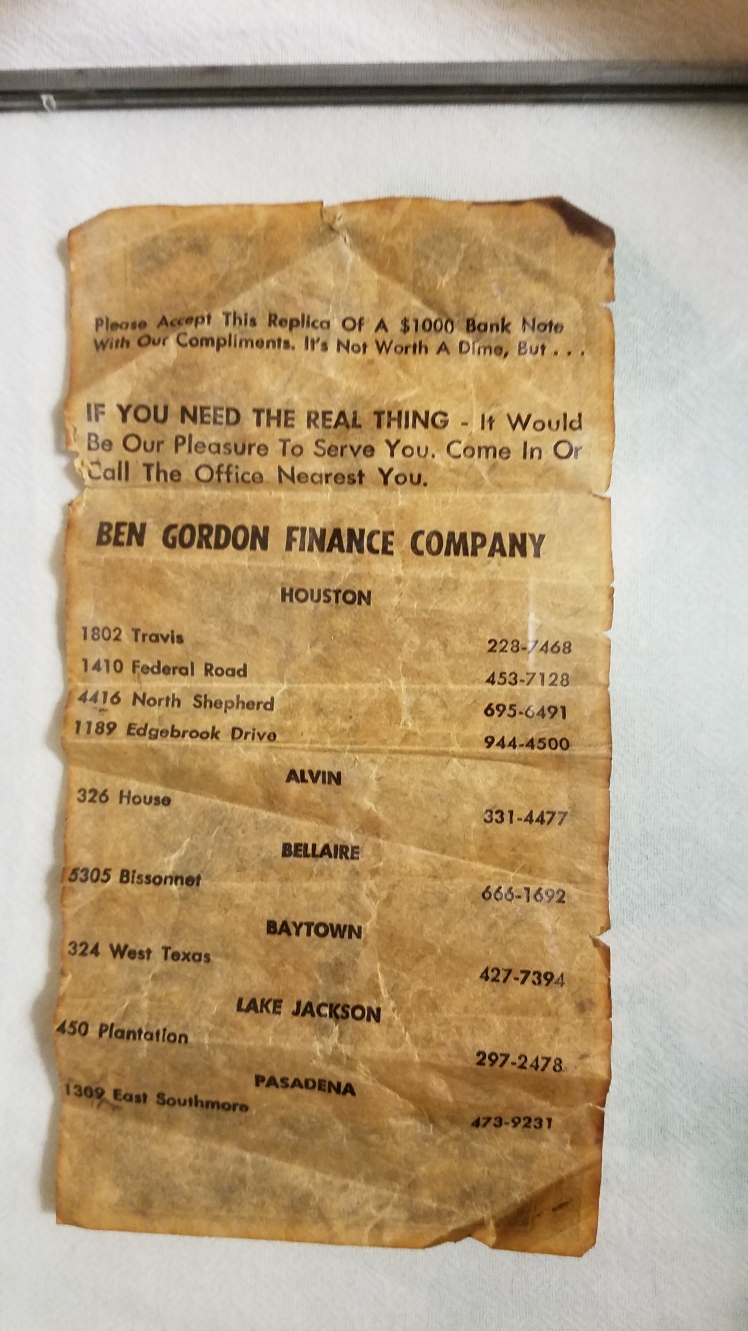 Please Accept This Replica Of A $1000 Bank Note
With Our Compliments. It's Not Worth A Dime, But . . .
IF YOU NEED THE REAL THING - It Would
Be Our Pleasure To Serve You. Come In Or
Call The Office Nearest You.
BEN GORDON FINANCE COMPANY
HOUSTON
1802 Travis 228-7468
1410 Federal Road 453-7128
4416 North Shepherd 695-6491
1189 Edgebrook Drive 944-4500
ALVIN
326 House 331-4477
BELLAIRE
5305 Bissonnet 666-1692
BAYTOWN
324 West Texas 427-7394
LAKE JACKSON
450 Plantation 297-2478
PASADENA
1309 East Southmore 473-9231